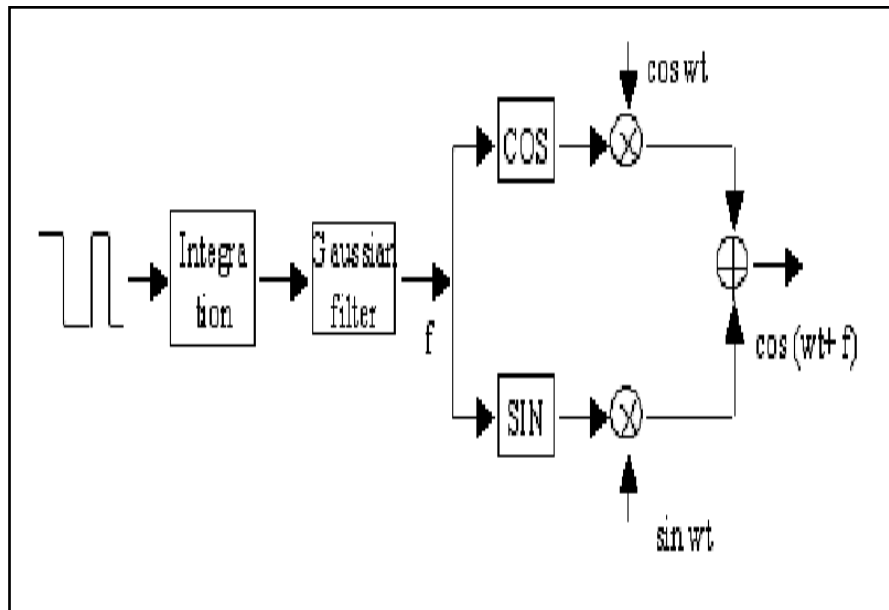 cos wt
COS
Integra
tion
Gaussian
filter
f
cos (wt+ f)
SIN
sin wt